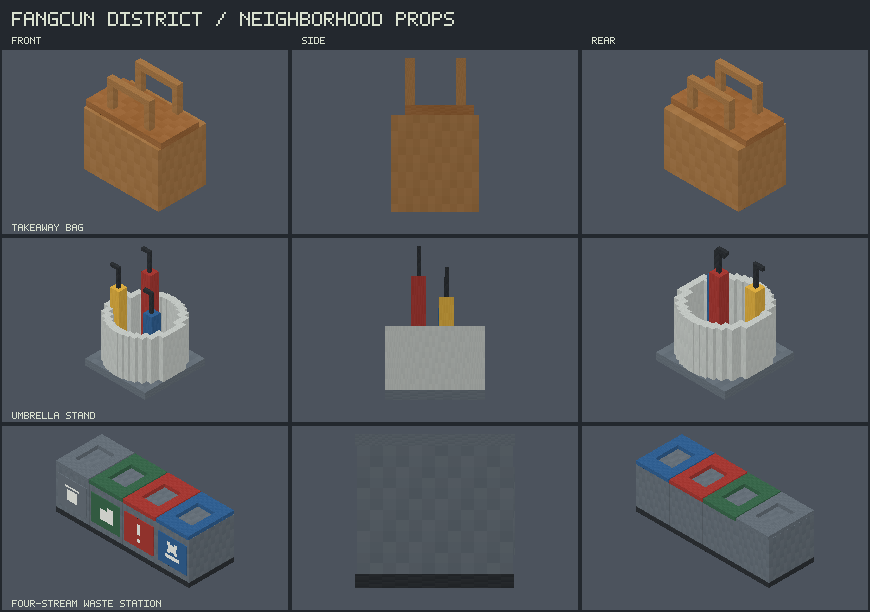 FANGCUN DISTRICT / NEIGHBORHOOD PROPS
FRONT
SIDE
REAR
TAKEAWAY BAG
UMBRELLA STAND
!
FOUR-STREAM WASTE STATION